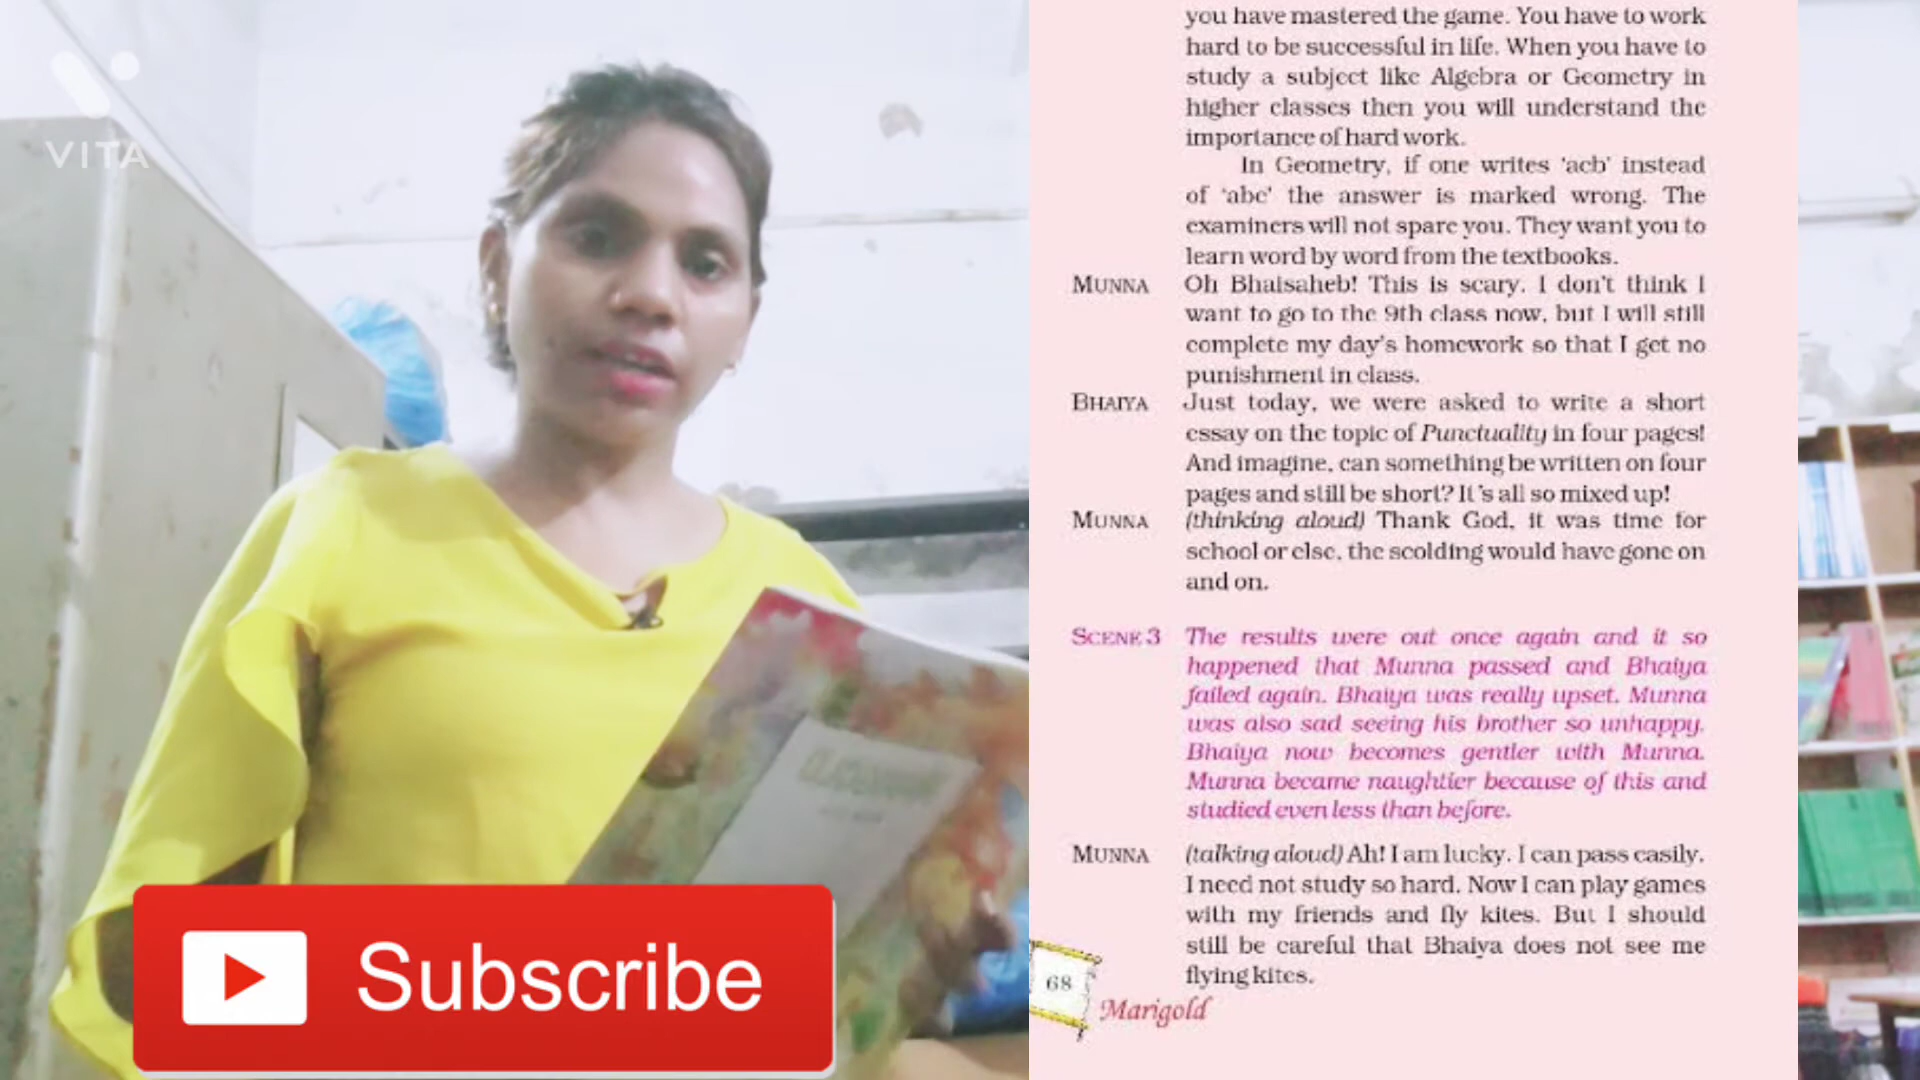 VITA
you have mastered the game. You have to work
hard to be successful in life. When you have to
study a subject like Algebra or Geometry in
higher classes then you will understand the
importance of hard work.
In Geometry, if one writes ‘acb’ instead
of ‘abc’ the answer is marked wrong. The
examiners will not spare you. They want you to
learn word by word from the textbooks.
MUNNA Oh Bhaisaheb! This is scary. I don’t think I
want to go to the 9th class now, but I will still
complete my day’s homework so that I get no
punishment in class.
BHAIYA Just today, we were asked to write a short
essay on the topic of Punctuality in four pages!
And imagine, can something be written on four
pages and still be short? It’s all so mixed up!
MUNNA (thinking aloud) Thank God, it was time for
school or else, the scolding would have gone on
and on.
SCENE 3 The results were out once again and it so
happened that Munna passed and Bhaiya
failed again. Bhaiya was really upset. Munna
was also sad seeing his brother so unhappy.
Bhaiya now becomes gentler with Munna.
Munna became naughtier because of this and
studied even less than before.
MUNNA (talking aloud) Ah! I am lucky. I can pass easily.
I need not study so hard. Now I can play games
with my friends and fly kites. But I should
still be careful that Bhaiya does not see me
flying kites.
68
Marigold
Subscribe